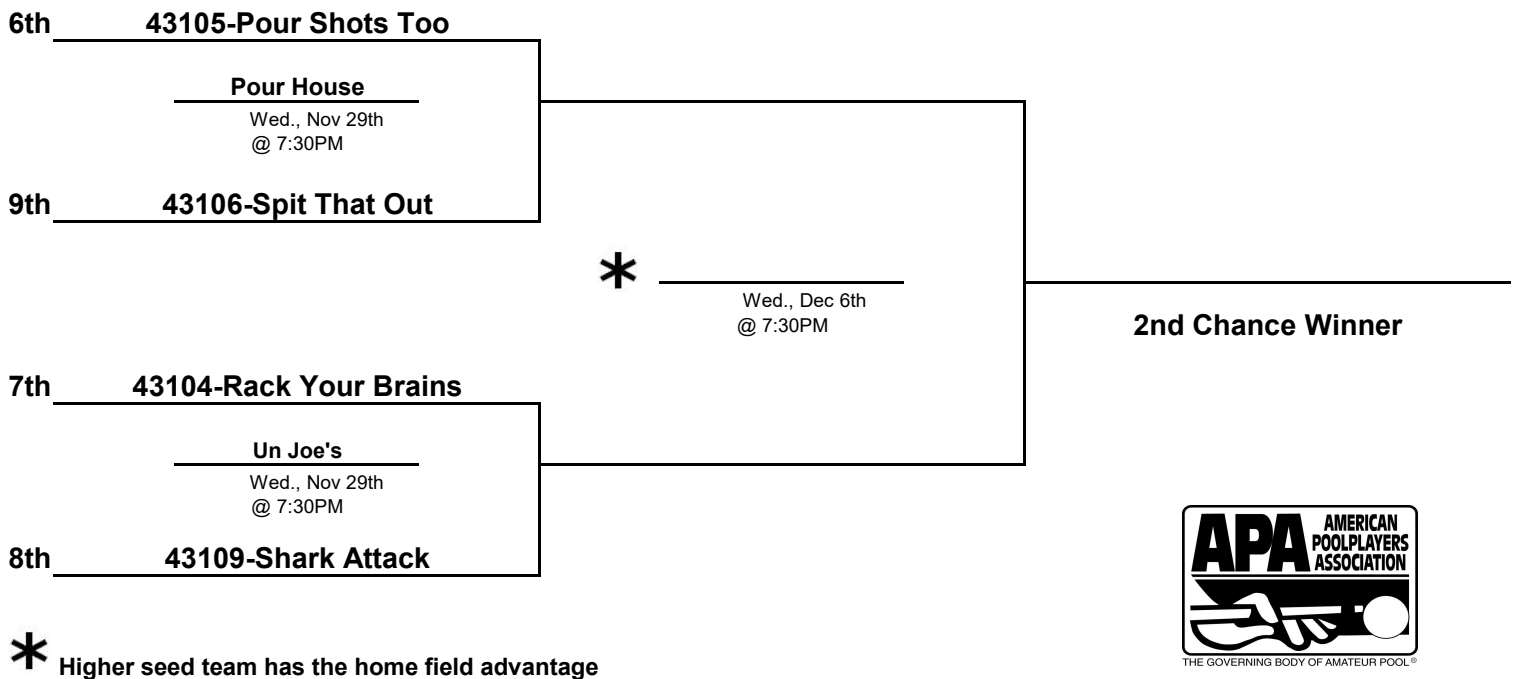 6th 43105-Pour Shots Too
Pour House
Wed., Nov 29th
@ 7:30PM
9th 43106-Spit That Out
*
Wed., Dec 6th
@ 7:30PM
2nd Chance Winner
7th 43104-Rack Your Brains
Un Joe's
Wed., Nov 29th
@ 7:30PM
8th 43109-Shark Attack
APA AMERICAN
POOLPLAYERS
ASSOCIATION
THE GOVERNING BODY OF AMATEUR POOL®
* Higher seed team has the home field advantage